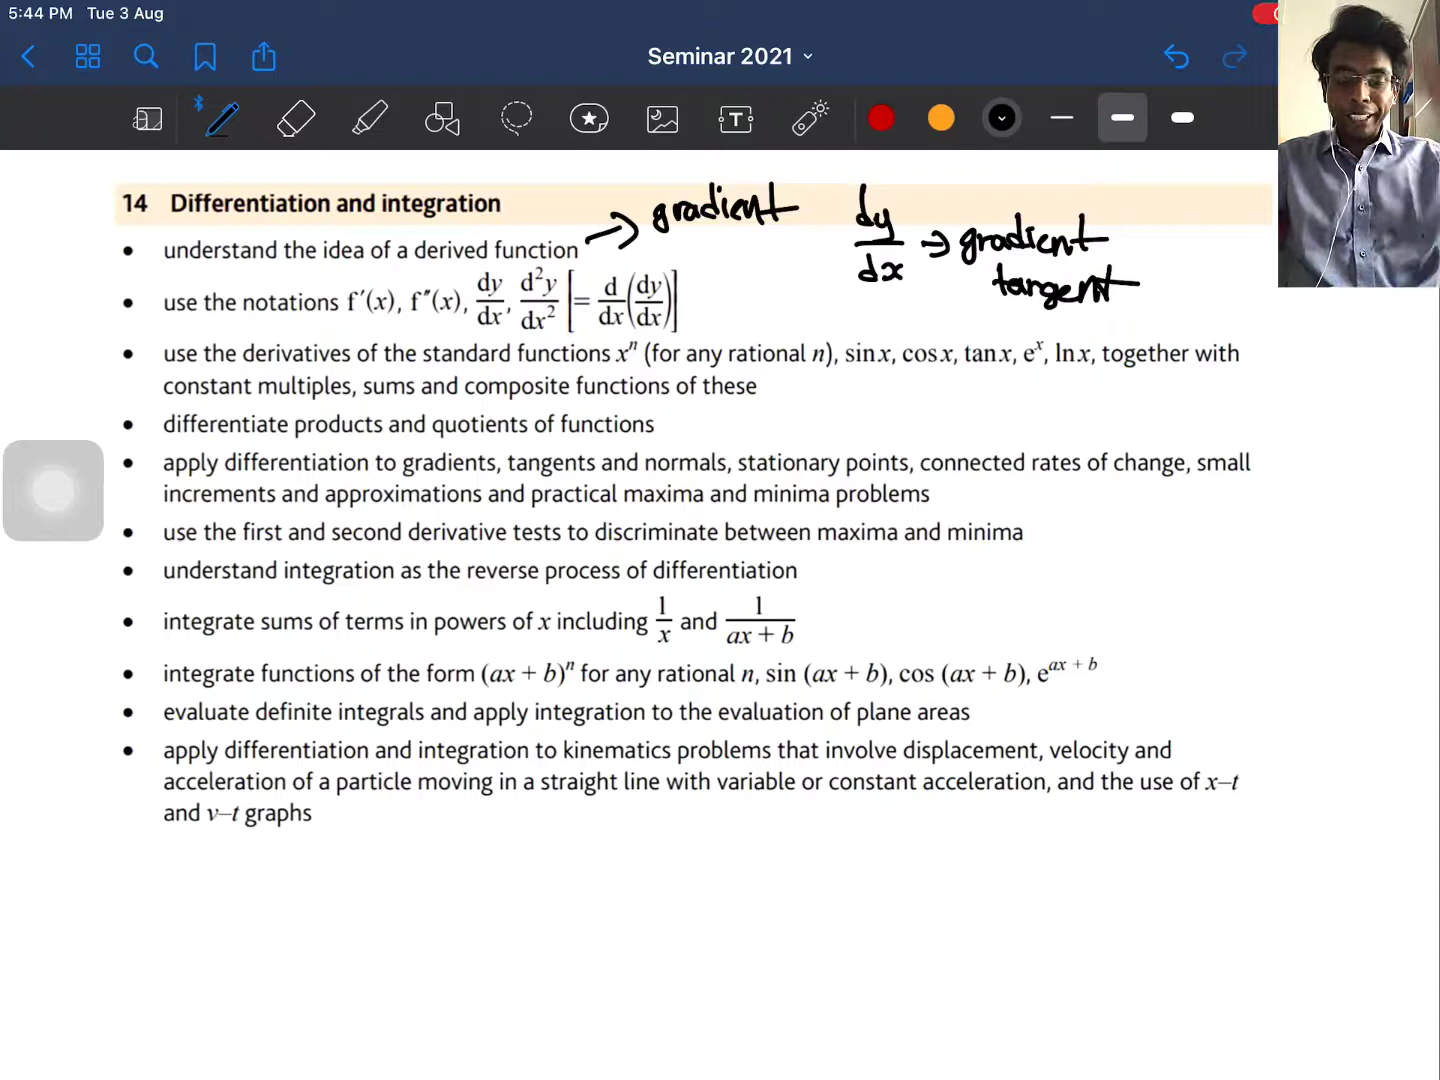 5:44 PM Tue 3 Aug
Seminar 2021
14 Differentiation and integration
gradient
dy/dx → gradient
tangent
• understand the idea of a derived function →
• use the notations f′(x), f″(x), dy/dx, d²y/dx² [= d/dx(dy/dx)]
• use the derivatives of the standard functions xⁿ (for any rational n), sin x, cos x, tan x, eˣ, ln x, together with
constant multiples, sums and composite functions of these
• differentiate products and quotients of functions
• apply differentiation to gradients, tangents and normals, stationary points, connected rates of change, small
increments and approximations and practical maxima and minima problems
• use the first and second derivative tests to discriminate between maxima and minima
• understand integration as the reverse process of differentiation
• integrate sums of terms in powers of x including 1/x and 1/(ax + b)
• integrate functions of the form (ax + b)ⁿ for any rational n, sin (ax + b), cos (ax + b), e^(ax + b)
• evaluate definite integrals and apply integration to the evaluation of plane areas
• apply differentiation and integration to kinematics problems that involve displacement, velocity and
acceleration of a particle moving in a straight line with variable or constant acceleration, and the use of x–t
and v–t graphs